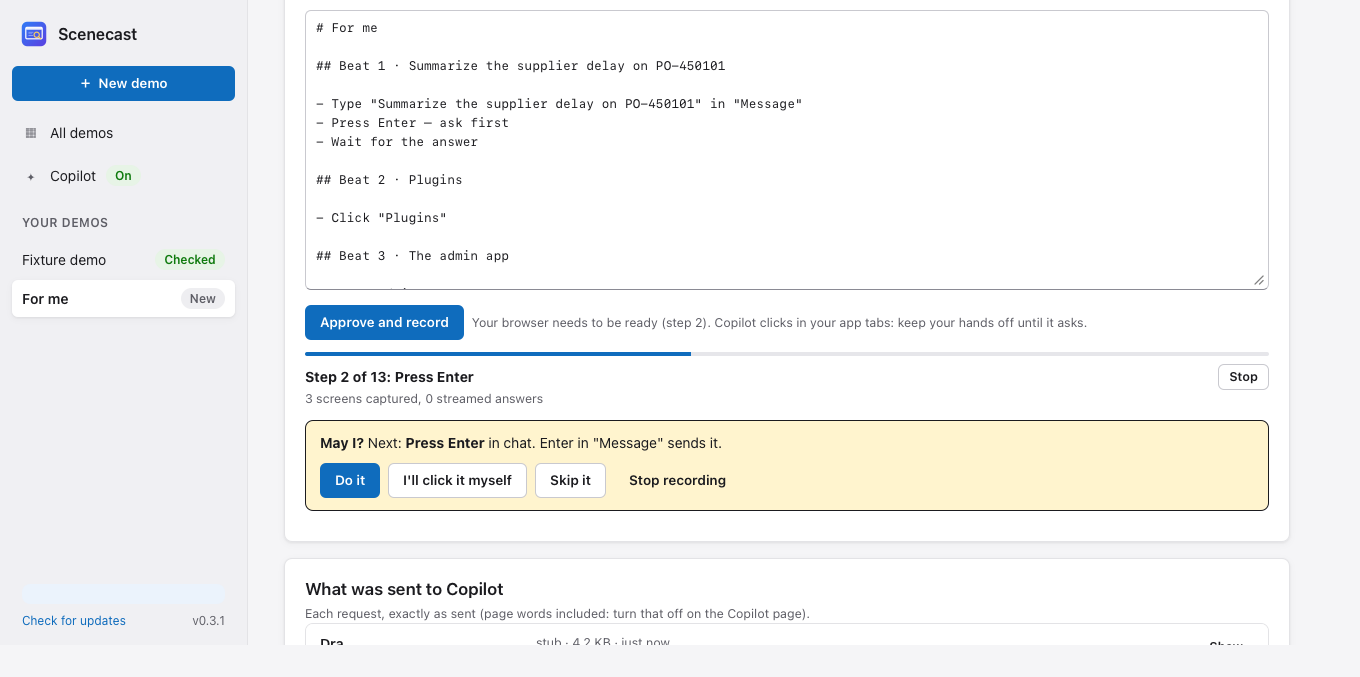 Scenecast
+ New demo
All demos
Copilot On
YOUR DEMOS
Fixture demo Checked
For me New
Check for updates v0.3.1
# For me
## Beat 1 · Summarize the supplier delay on PO-450101
- Type "Summarize the supplier delay on PO-450101" in "Message"
- Press Enter — ask first
- Wait for the answer
## Beat 2 · Plugins
- Click "Plugins"
## Beat 3 · The admin app
Approve and record Your browser needs to be ready (step 2). Copilot clicks in your app tabs: keep your hands off until it asks.
Step 2 of 13: Press Enter Stop
3 screens captured, 0 streamed answers
May I? Next: Press Enter in chat. Enter in "Message" sends it.
Do it I'll click it myself Skip it Stop recording
What was sent to Copilot
Each request, exactly as sent (page words included: turn that off on the Copilot page).
Dra stub · 4.2 KB · just now Show